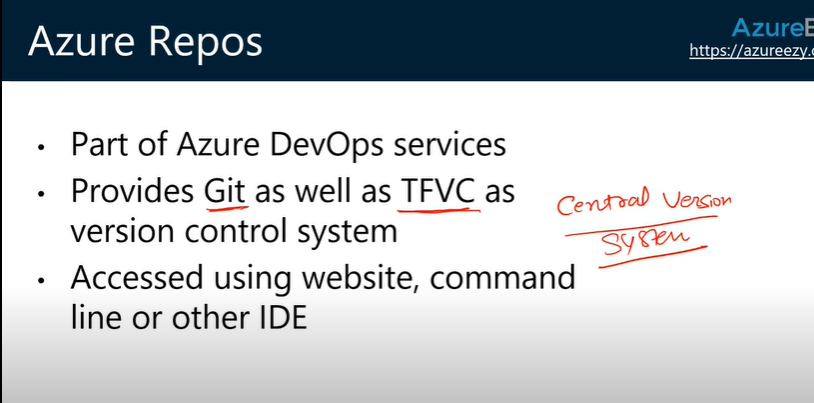 Azure Repos
AzureE
https://azureezy.c
• Part of Azure DevOps services
• Provides Git as well as TFVC as
version control system
Central Version
System
• Accessed using website, command
line or other IDE